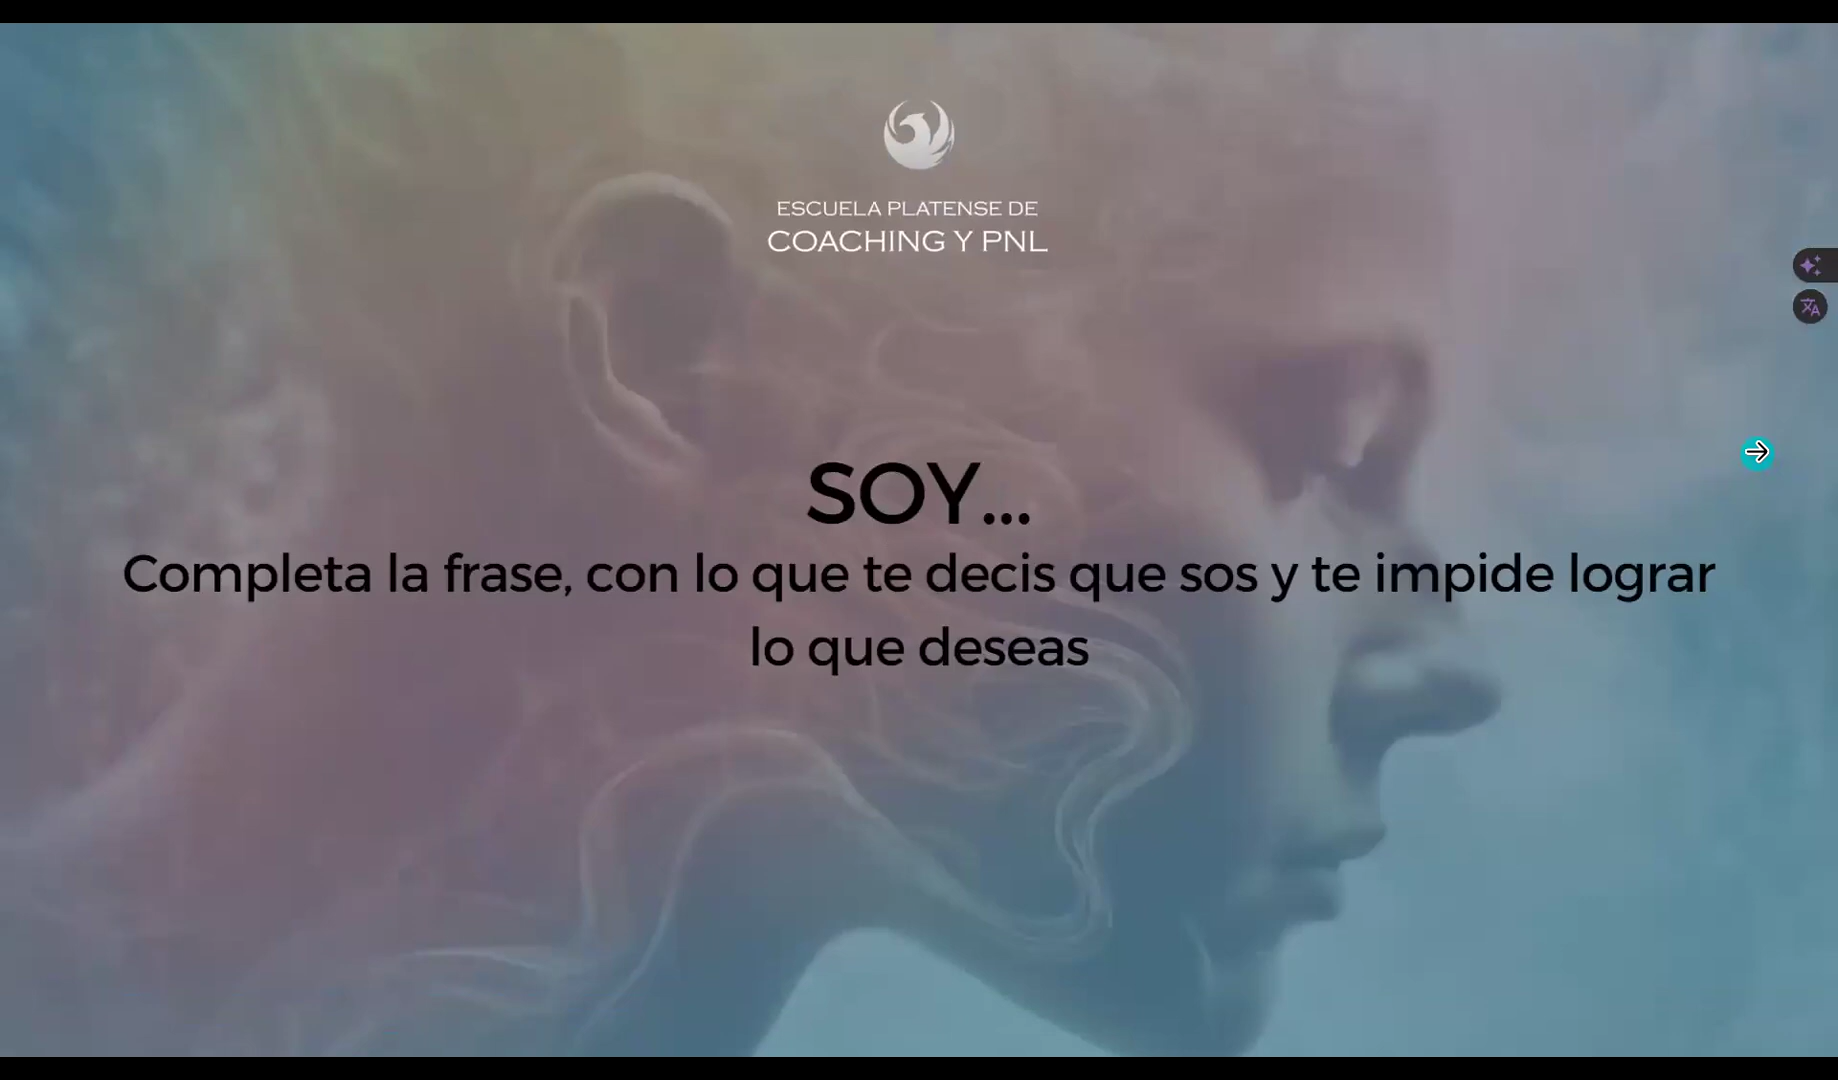 ESCUELA PLATENSE DE
COACHING Y PNL
SOY...
Completa la frase, con lo que te decis que sos y te impide lograr
lo que deseas